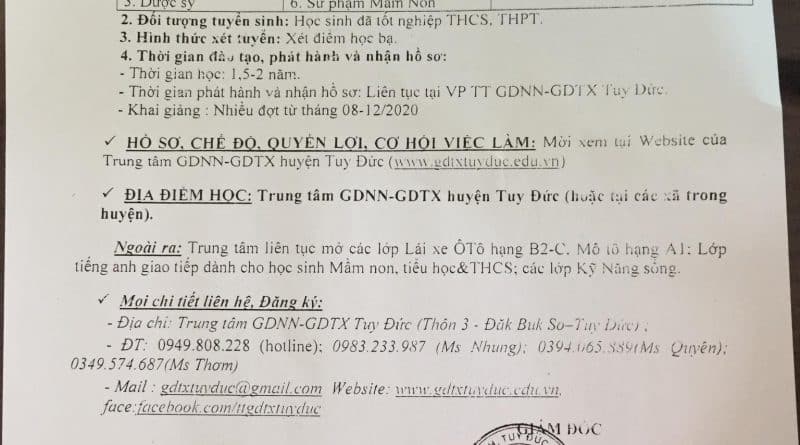 5. Dược sỹ 6. Sư phạm Mầm Non
2. Đối tượng tuyển sinh: Học sinh đã tốt nghiệp THCS, THPT.
3. Hình thức xét tuyển: Xét điểm học bạ.
4. Thời gian đào tạo, phát hành và nhận hồ sơ:
- Thời gian học: 1,5-2 năm.
- Thời gian phát hành và nhận hồ sơ: Liên tục tại VP TT GDNN-GDTX Tuy Đức.
- Khai giảng : Nhiều đợt từ tháng 08-12/2020
✓ HỒ SƠ, CHẾ ĐỘ, QUYỀN LỢI, CƠ HỘI VIỆC LÀM: Mời xem tại Website của
Trung tâm GDNN-GDTX huyện Tuy Đức (www.gdtxtuyduc.edu.vn)
✓ ĐỊA ĐIỂM HỌC: Trung tâm GDNN-GDTX huyện Tuy Đức (hoặc tại các xã trong
huyện).
Ngoài ra: Trung tâm liên tục mở các lớp Lái xe ÔTô hạng B2-C. Mô tô hạng A1; Lớp
tiếng anh giao tiếp dành cho học sinh Mầm non, tiểu học&THCS; các lớp Kỹ Năng sống.
✓ Mọi chi tiết liên hệ, Đăng ký:
- Địa chỉ: Trung tâm GDNN-GDTX Tuy Đức (Thôn 3 - Đăk Buk So–Tuy Đức) ;
- ĐT: 0949.808.228 (hotline); 0983.233.987 (Ms Nhung); 0394.065.889(Ms Quyên);
0349.574.687(Ms Thơm)
- Mail : gdtxtuyduc@gmail.com Website: www.gdtxtuyduc.edu.vn,
face:facebook.com/ttgdtxtuyduc
GIÁM ĐỐC
H. TUY ĐỨC